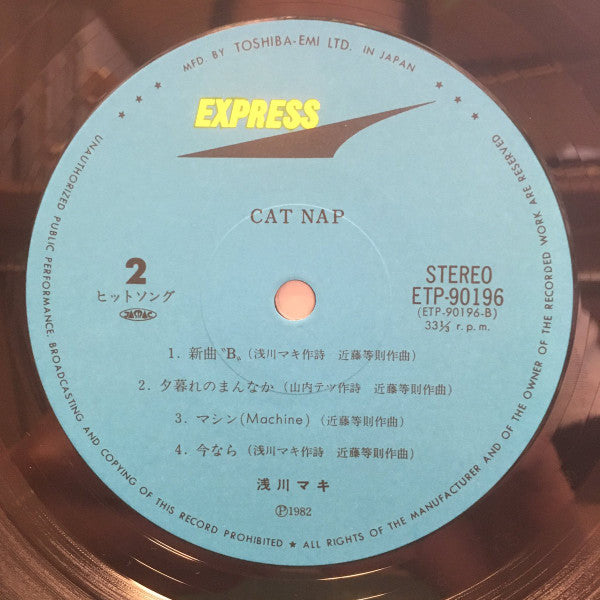 MFD. BY TOSHIBA-EMI LTD. IN JAPAN
EXPRESS
CAT NAP
2
ヒットソング
JASRAC
STEREO
ETP-90196
(ETP-90196-B)
33⅓ r.p.m.
1. 新曲〝B〟(浅川マキ作詩 近藤等則作曲)
2. 夕暮れのまんなか (山内テツ作詩 近藤等則作曲)
3. マシン(Machine) (近藤等則作曲)
4. 今なら (浅川マキ作詩 近藤等則作曲)
浅川マキ
Ⓟ1982
UNAUTHORIZED PUBLIC PERFORMANCE, BROADCASTING AND COPYING OF THIS RECORD PROHIBITED ★ ALL RIGHTS OF THE MANUFACTURER AND OF THE OWNER OF THE RECORDED WORK ARE RESERVED